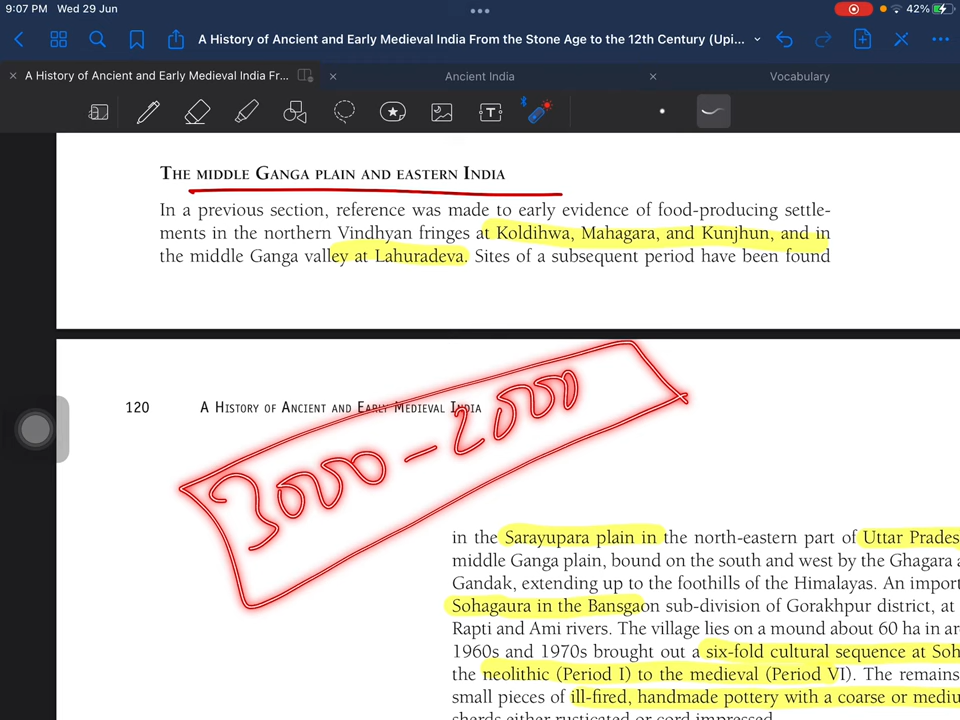 9:07 PM Wed 29 Jun
42%
A History of Ancient and Early Medieval India From the Stone Age to the 12th Century (Upi...
A History of Ancient and Early Medieval India Fr...
Ancient India
Vocabulary
THE MIDDLE GANGA PLAIN AND EASTERN INDIA
In a previous section, reference was made to early evidence of food-producing settle-
ments in the northern Vindhyan fringes at Koldihwa, Mahagara, and Kunjhun, and in
the middle Ganga valley at Lahuradeva. Sites of a subsequent period have been found
120 A HISTORY OF ANCIENT AND EARLY MEDIEVAL INDIA
3000-2000
in the Sarayupara plain in the north-eastern part of Uttar Prades
middle Ganga plain, bound on the south and west by the Ghagara a
Gandak, extending up to the foothills of the Himalayas. An import
Sohagaura in the Bansgaon sub-division of Gorakhpur district, at
Rapti and Ami rivers. The village lies on a mound about 60 ha in ar
1960s and 1970s brought out a six-fold cultural sequence at Soh
the neolithic (Period I) to the medieval (Period VI). The remains
small pieces of ill-fired, handmade pottery with a coarse or mediu
sherds either rusticated or cord impressed